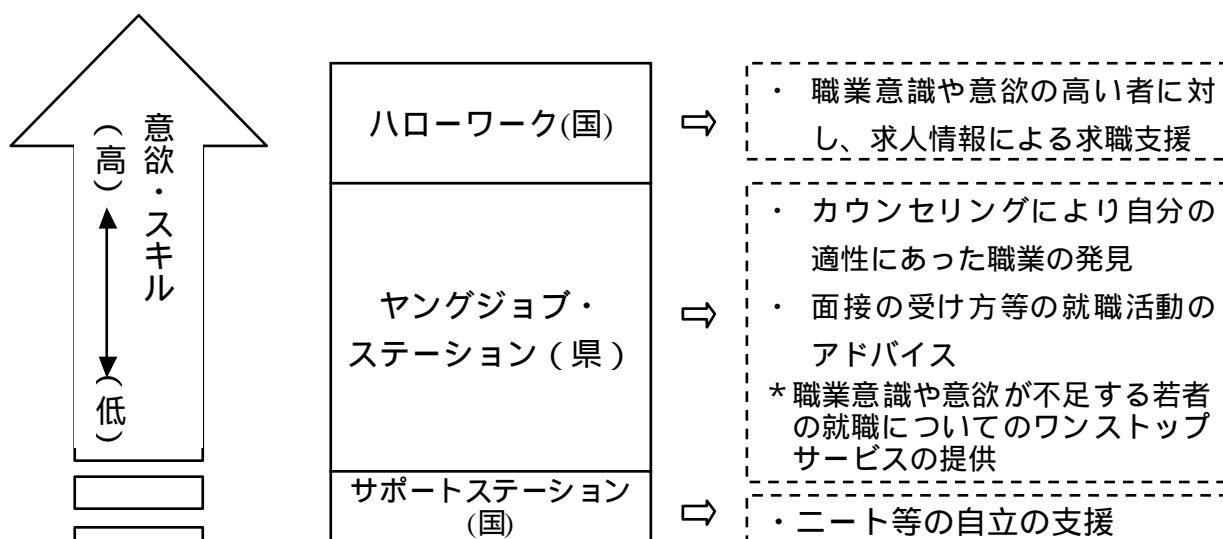 意欲・スキル
(高)
(低)
ハローワーク(国)
・ 職業意識や意欲の高い者に対
し、求人情報による求職支援
ヤングジョブ・
ステーション(県)
・ カウンセリングにより自分の
適性にあった職業の発見
・ 面接の受け方等の就職活動の
アドバイス
*職業意識や意欲が不足する若者
の就職についてのワンストップ
サービスの提供
サポートステーション
(国)
・ニート等の自立の支援